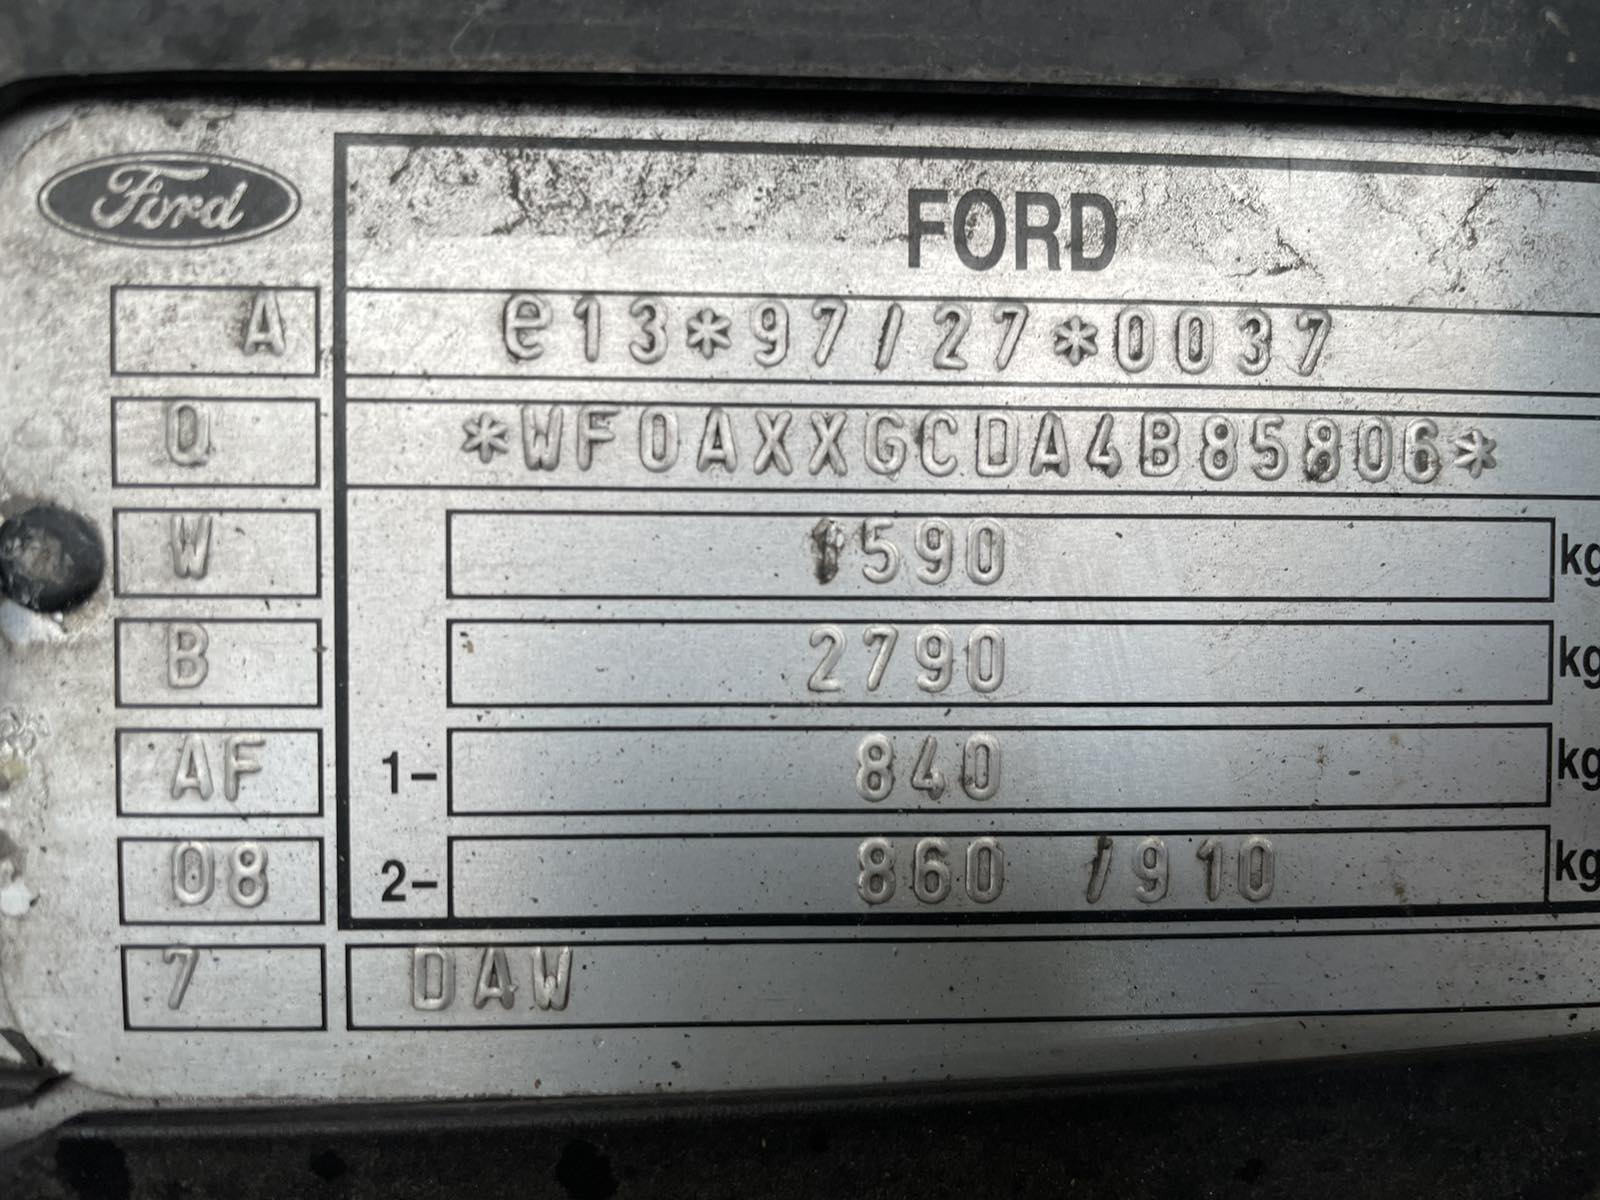 Ford
FORD
A e13*97/27*0037
0 *WF0AXXGCDA4B85806*
W 1590 kg
B 2790 kg
AF 1- 840 kg
08 2- 860 /910 kg
7 DAW